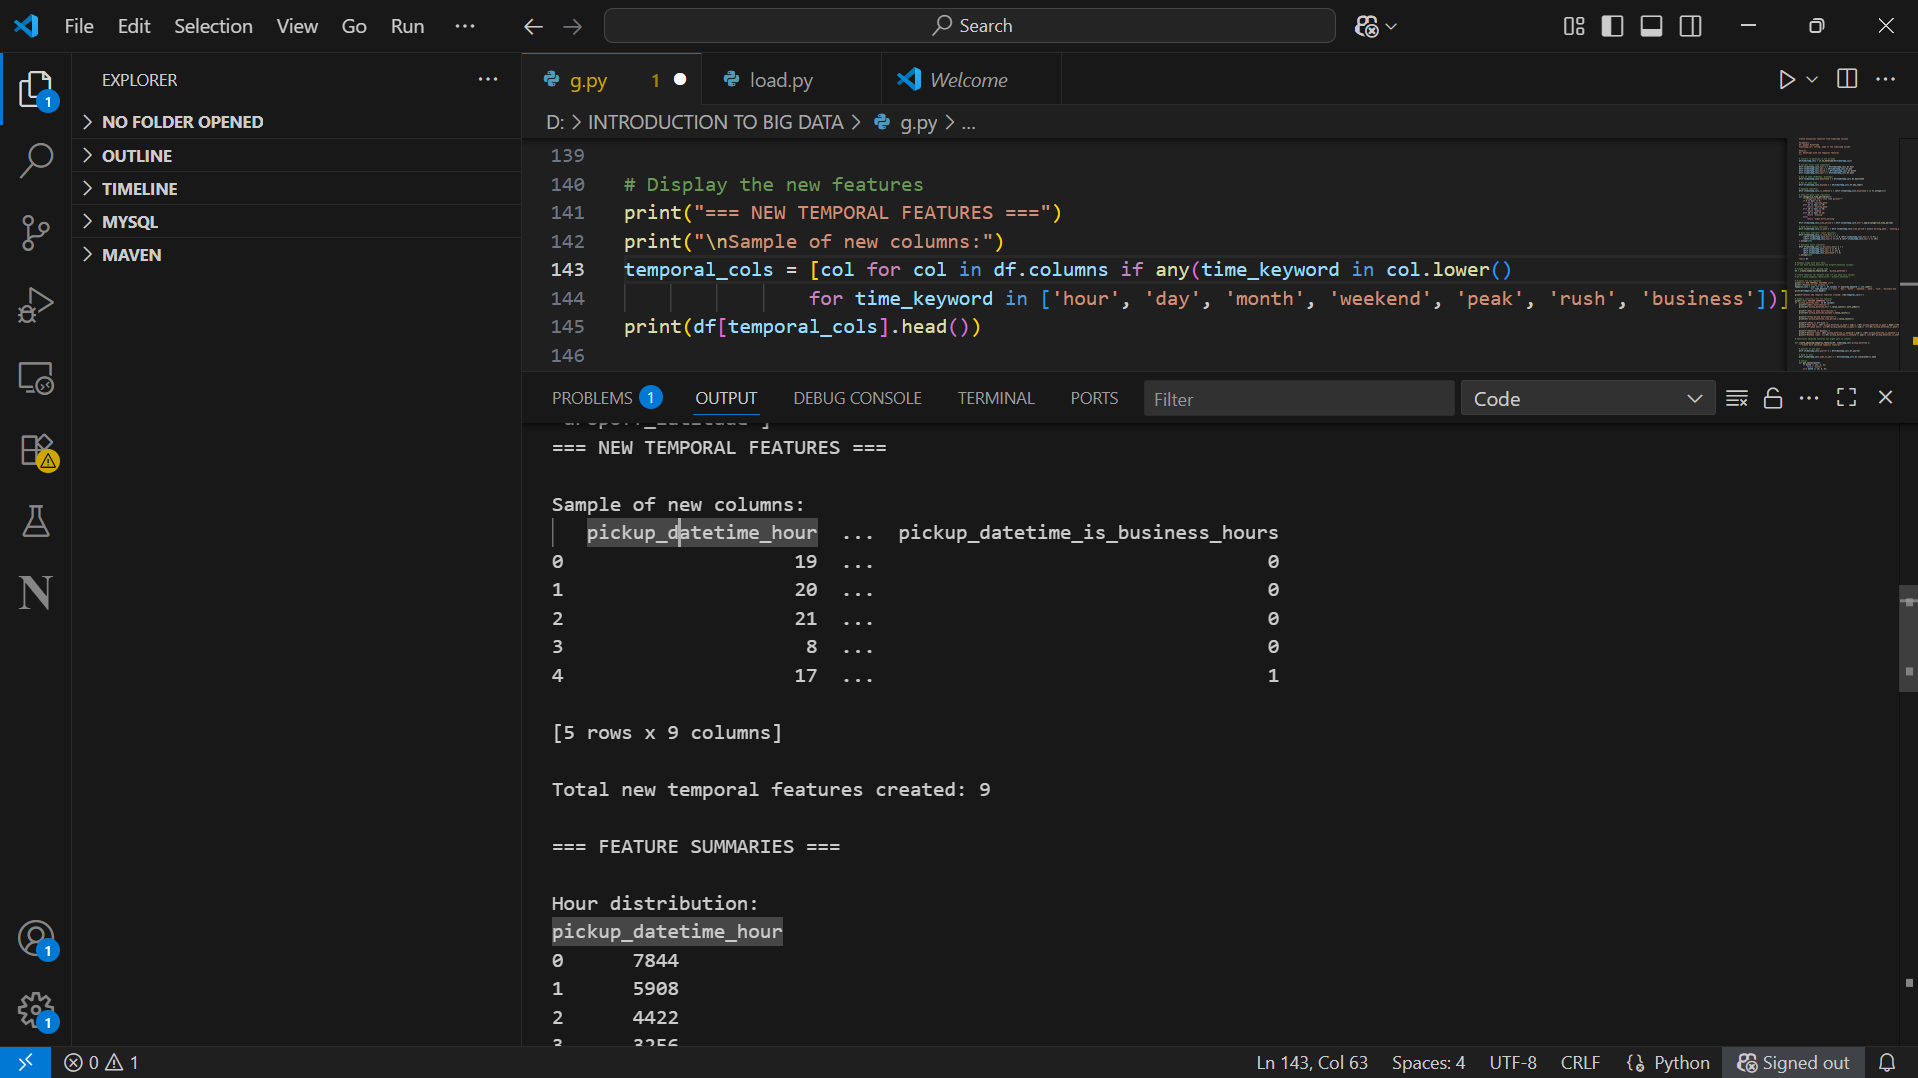 File Edit Selection View Go Run ... Search
EXPLORER ...
1
NO FOLDER OPENED
OUTLINE
TIMELINE
MYSQL
MAVEN
N
1
1
g.py 1 load.py Welcome
D: > INTRODUCTION TO BIG DATA > g.py > ...
139
140 # Display the new features
141 print("=== NEW TEMPORAL FEATURES ===")
142 print("\nSample of new columns:")
143 temporal_cols = [col for col in df.columns if any(time_keyword in col.lower()
144 for time_keyword in ['hour', 'day', 'month', 'weekend', 'peak', 'rush', 'business'])]
145 print(df[temporal_cols].head())
146
PROBLEMS 1 OUTPUT DEBUG CONSOLE TERMINAL PORTS Filter Code
=== NEW TEMPORAL FEATURES ===
Sample of new columns:
pickup_datetime_hour ... pickup_datetime_is_business_hours
0 19 ... 0
1 20 ... 0
2 21 ... 0
3 8 ... 0
4 17 ... 1
[5 rows x 9 columns]
Total new temporal features created: 9
=== FEATURE SUMMARIES ===
Hour distribution:
pickup_datetime_hour
0 7844
1 5908
2 4422
3 3256
0 1 Ln 143, Col 63 Spaces: 4 UTF-8 CRLF {} Python Signed out